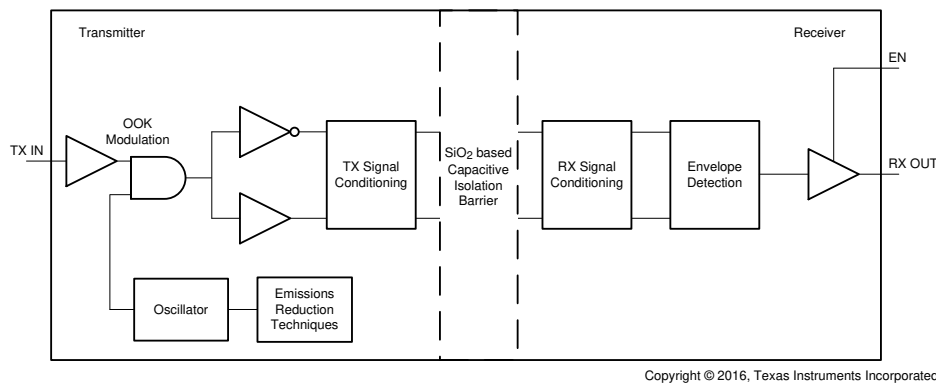 Transmitter
Receiver
EN
OOK
Modulation
TX IN
TX Signal
Conditioning
SiO2 based
Capacitive
Isolation
Barrier
RX Signal
Conditioning
Envelope
Detection
RX OUT
Oscillator
Emissions
Reduction
Techniques
Copyright © 2016, Texas Instruments Incorporated